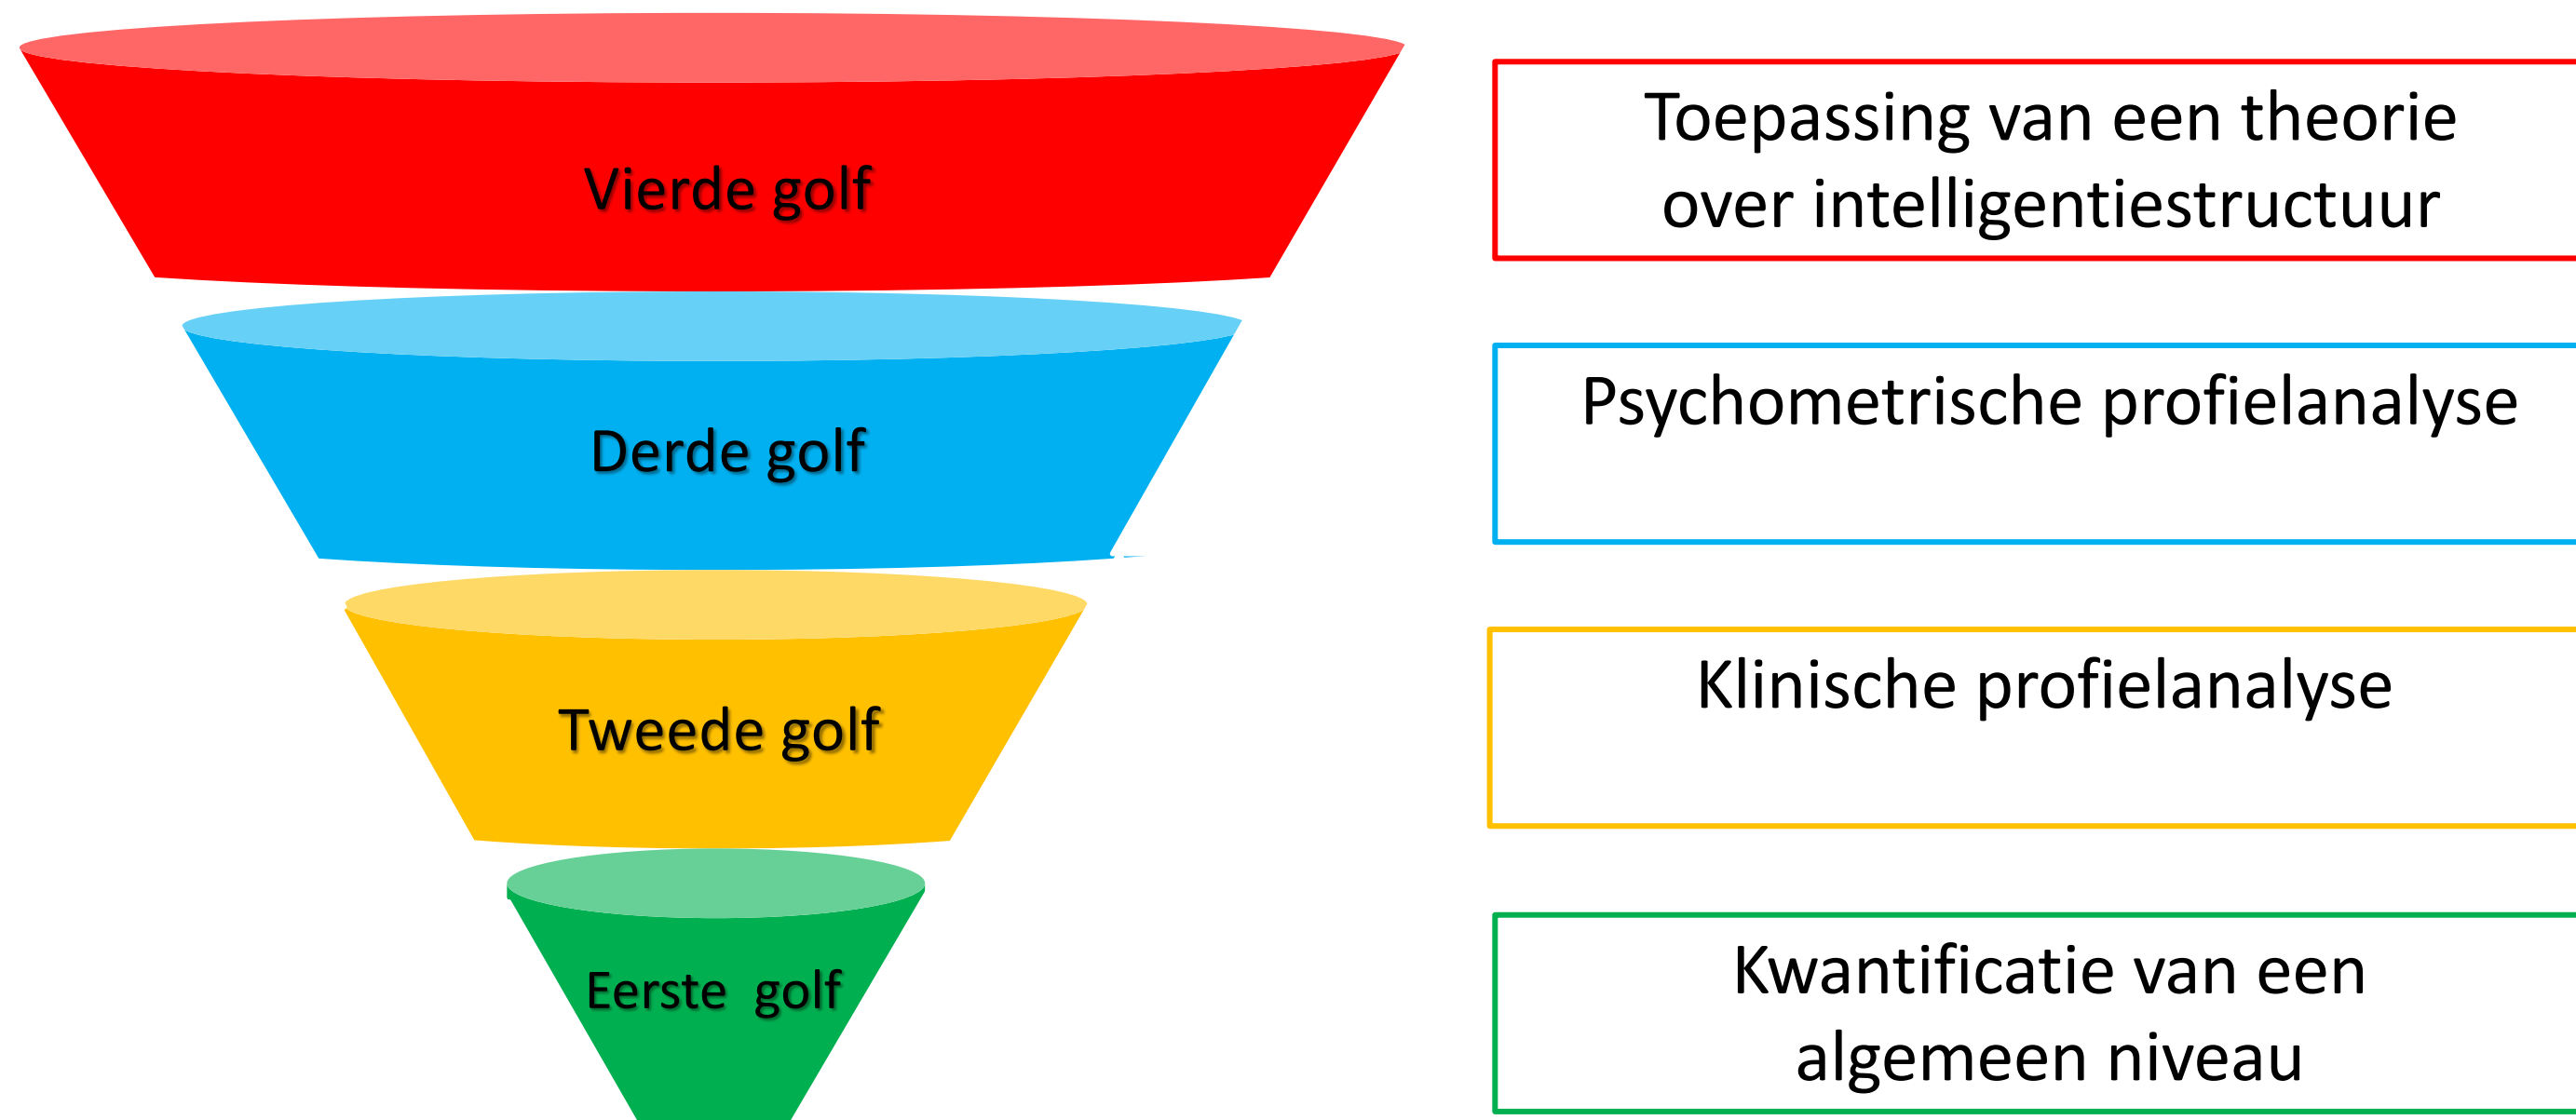 Vierde golf
Toepassing van een theorie
over intelligentiestructuur
Derde golf
Psychometrische profielanalyse
Tweede golf
Klinische profielanalyse
Eerste golf
Kwantificatie van een
algemeen niveau